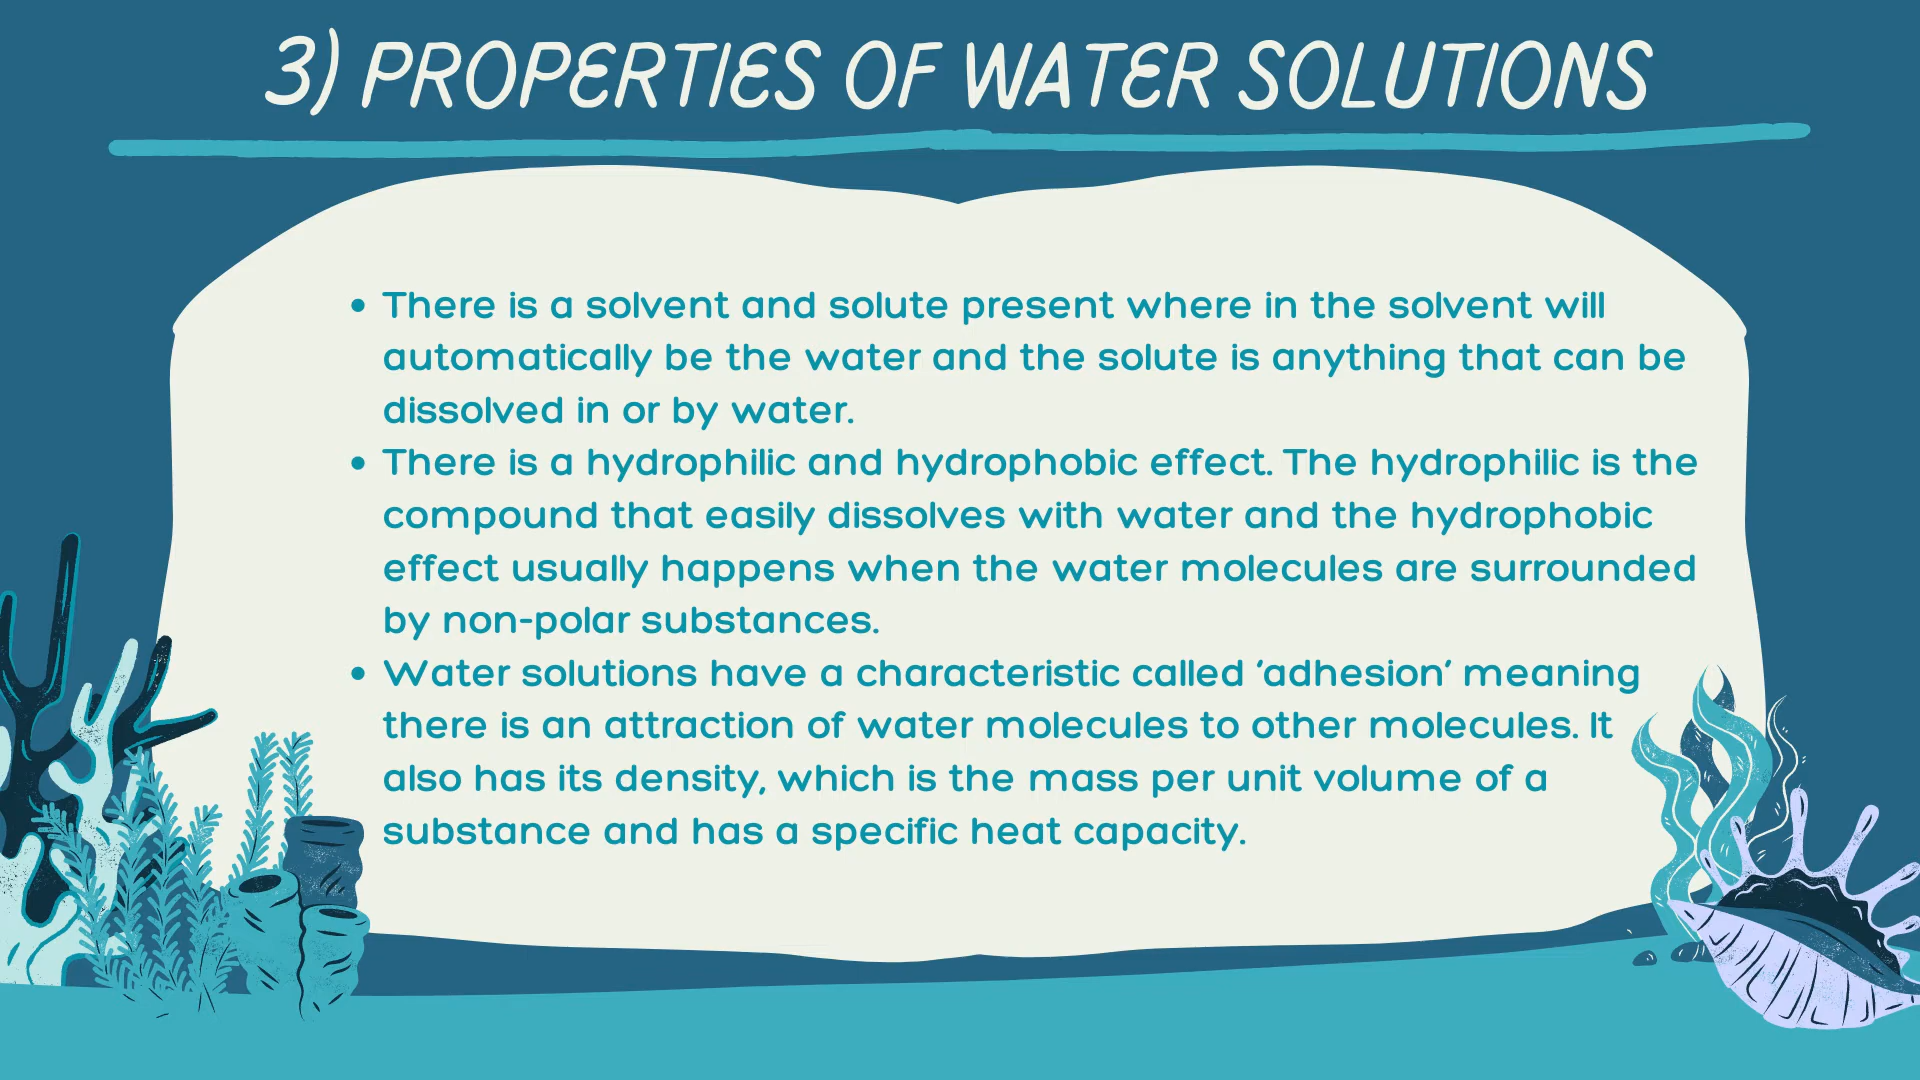 3) PROPERTIES OF WATER SOLUTIONS
• There is a solvent and solute present where in the solvent will
automatically be the water and the solute is anything that can be
dissolved in or by water.
• There is a hydrophilic and hydrophobic effect. The hydrophilic is the
compound that easily dissolves with water and the hydrophobic
effect usually happens when the water molecules are surrounded
by non-polar substances.
• Water solutions have a characteristic called ‘adhesion’ meaning
there is an attraction of water molecules to other molecules. It
also has its density, which is the mass per unit volume of a
substance and has a specific heat capacity.